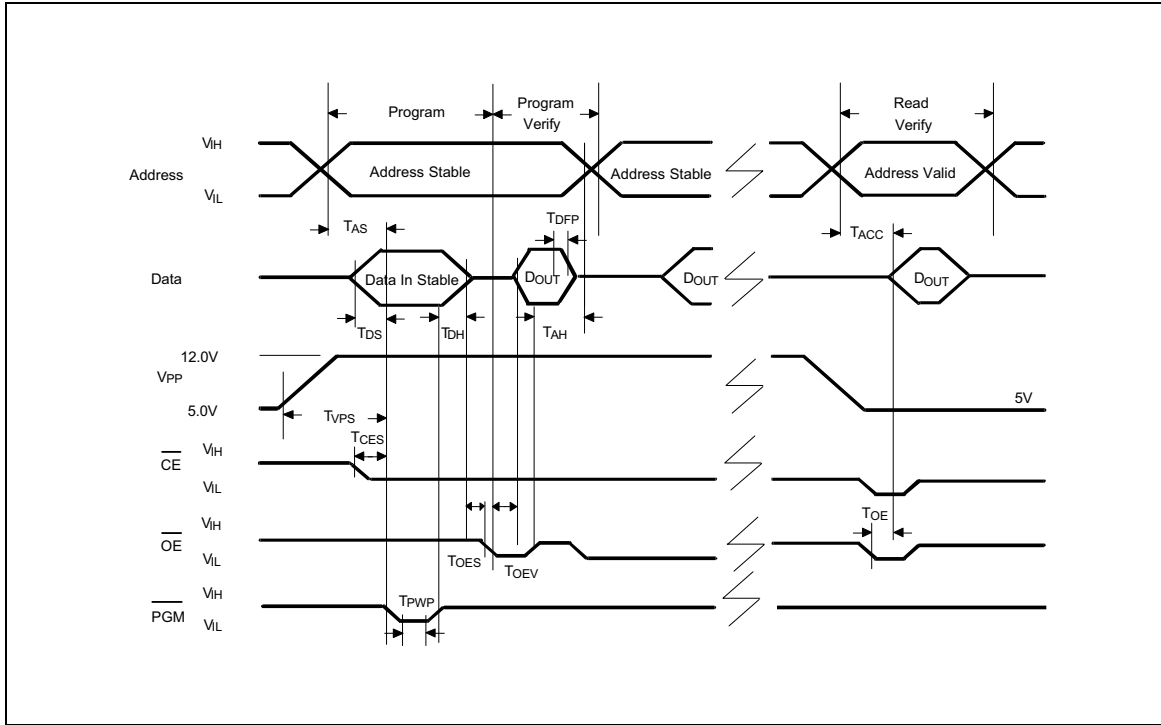 Program
Program
Verify
Read
Verify
VIH
Address
VIL
Address Stable
Address Stable
Address Valid
TAS
TDFP
TACC
Data
Data In Stable
DOUT
DOUT
DOUT
TDS
TDH
TAH
12.0V
VPP
5.0V
5V
TVPS
TCES
VIH
CE
VIL
VIH
OE
VIL
TOES
TOEV
TOE
VIH
PGM
VIL
TPWP